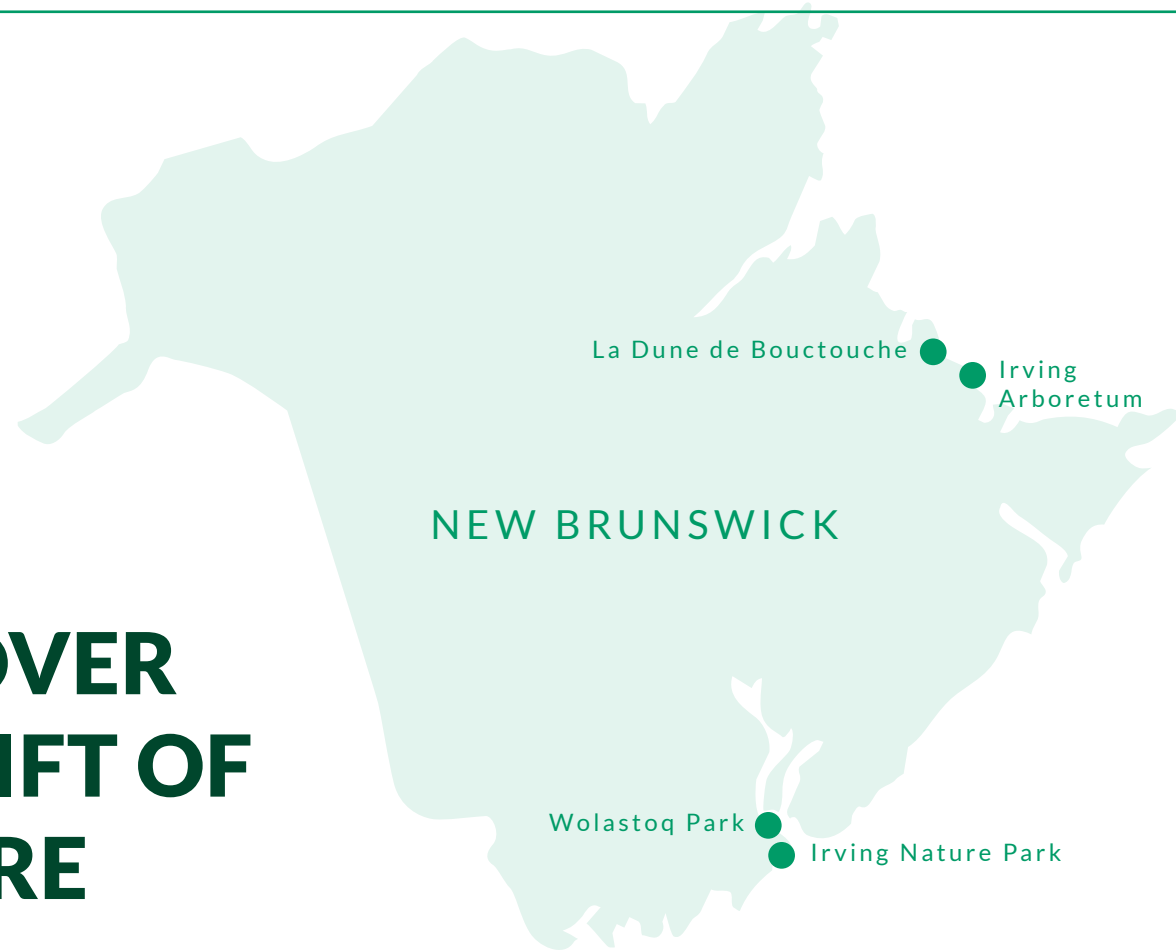 La Dune de Bouctouche
Irving
Arboretum
NEW BRUNSWICK
OVER
IFT OF
RE
Wolastoq Park
Irving Nature Park